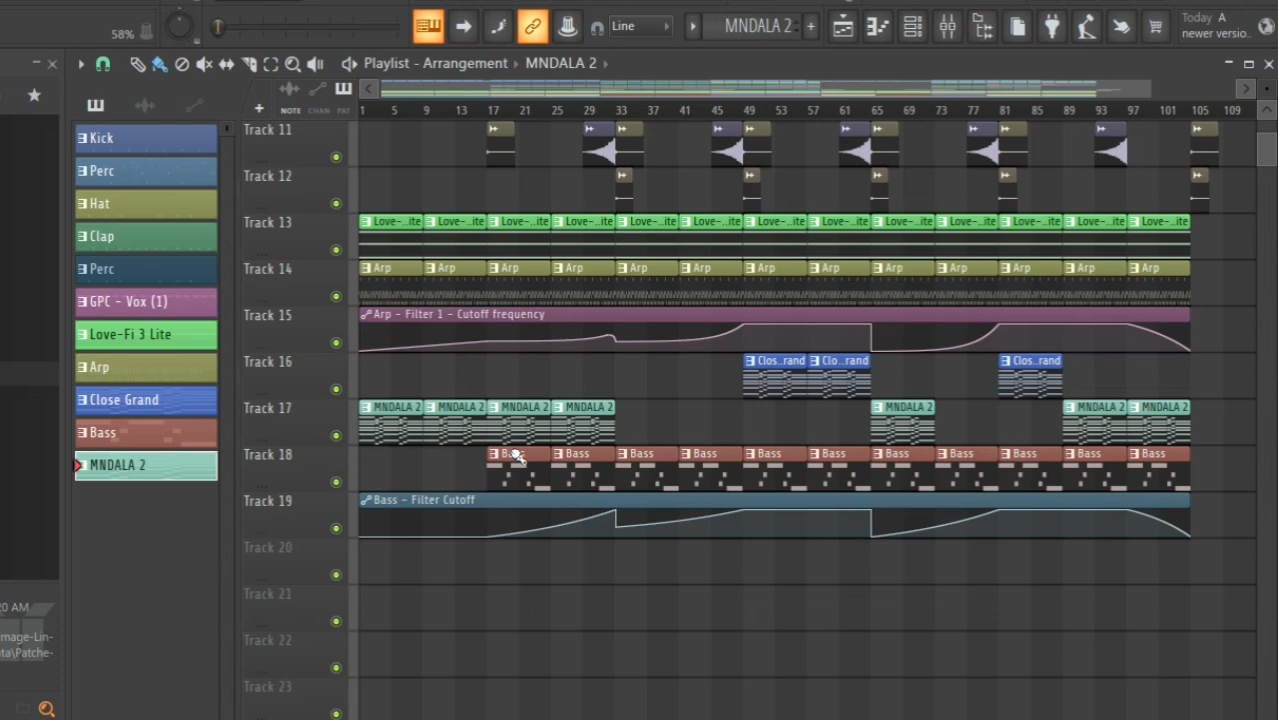 58%
Line
MNDALA 2
Today A
newer versio..
Playlist - Arrangement
MNDALA 2
NOTE CHAN PAT
1 5 9 13 17 21 25 29 33 37 41 45 49 53 57 61 65 69 73 77 81 85 89 93 97 101 105 109
Kick
Perc
Hat
Clap
Perc
GPC - Vox (1)
Love-Fi 3 Lite
Arp
Close Grand
Bass
MNDALA 2
Track 11
Track 12
Track 13
Love-..ite Love-..ite Love-..ite Love-..ite Love-..ite Love-..ite Love-..ite Love-..ite Love-..ite Love-..ite Love-..ite Love-..ite Love-..ite
Track 14
Arp Arp Arp Arp Arp Arp Arp Arp Arp Arp Arp Arp Arp
Track 15
Arp - Filter 1 - Cutoff frequency
Track 16
Clos..rand Clo..rand Clos..rand
Track 17
MNDALA 2 MNDALA 2 MNDALA 2 MNDALA 2 MNDALA 2 MNDALA 2 MNDALA 2
Track 18
Bass Bass Bass Bass Bass Bass Bass Bass Bass Bass
Track 19
Bass - Filter Cutoff
Track 20
Track 21
Track 22
Track 23
20 AM
mage-Lin-
ata\Patche-